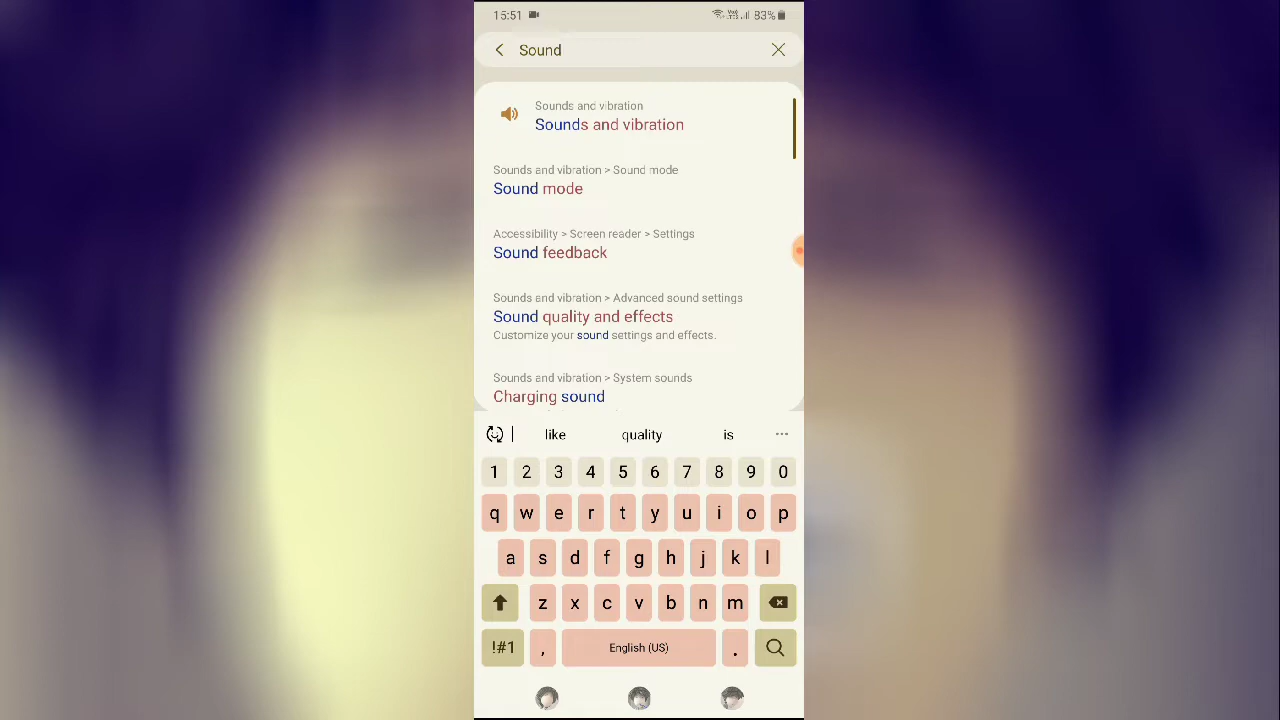 15:51 83%
Sound
Sounds and vibration
Sounds and vibration
Sounds and vibration > Sound mode
Sound mode
Accessibility > Screen reader > Settings
Sound feedback
Sounds and vibration > Advanced sound settings
Sound quality and effects
Customize your sound settings and effects.
Sounds and vibration > System sounds
Charging sound
like quality is
1 2 3 4 5 6 7 8 9 0
q w e r t y u i o p
a s d f g h j k l
z x c v b n m
!#1 , English (US) .